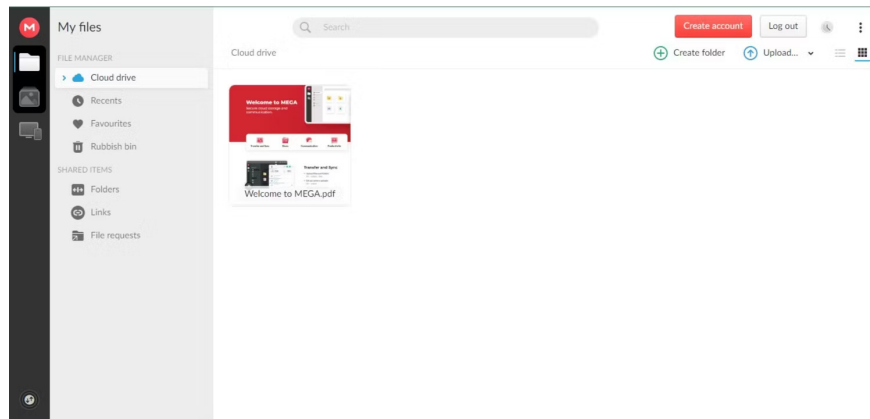 M
My files
Search
Create account
Log out
FILE MANAGER
Cloud drive
Create folder
Upload...
Cloud drive
Recents
Favourites
Rubbish bin
SHARED ITEMS
Folders
Links
File requests
Welcome to MEGA
Transfer and Sync
Welcome to MEGA.pdf